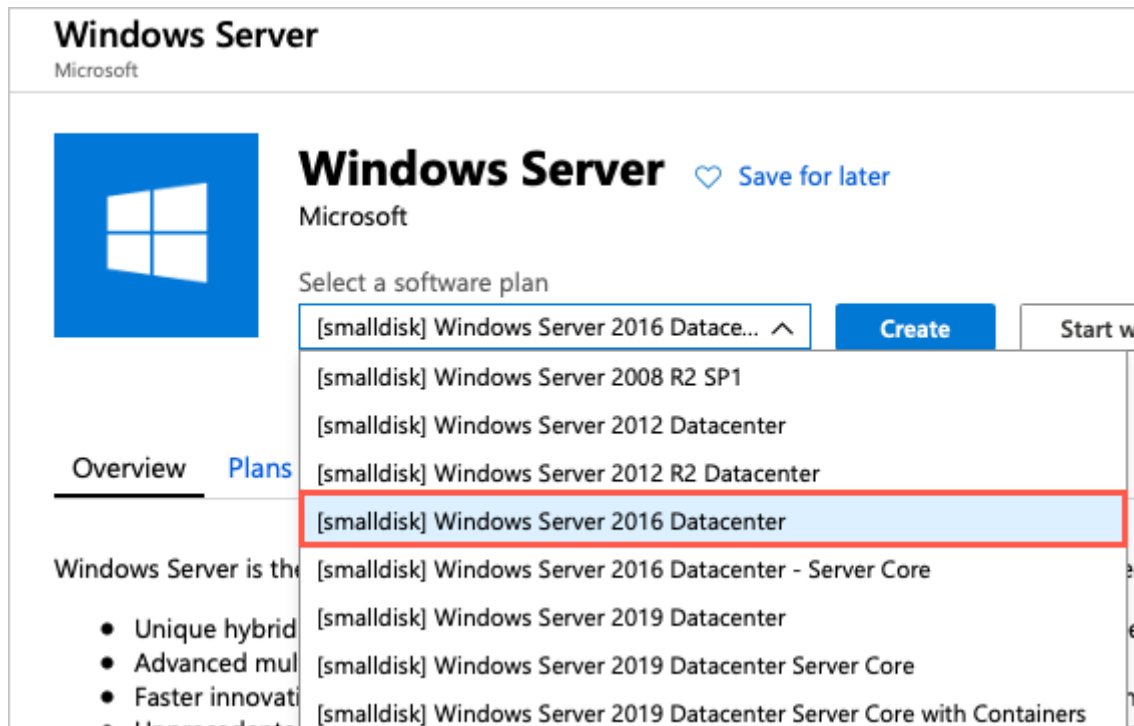 Windows Server
Microsoft
Windows Server
Save for later
Microsoft
Select a software plan
[smalldisk] Windows Server 2016 Datace...
Create
Start w
[smalldisk] Windows Server 2008 R2 SP1
[smalldisk] Windows Server 2012 Datacenter
[smalldisk] Windows Server 2012 R2 Datacenter
[smalldisk] Windows Server 2016 Datacenter
[smalldisk] Windows Server 2016 Datacenter - Server Core
[smalldisk] Windows Server 2019 Datacenter
[smalldisk] Windows Server 2019 Datacenter Server Core
[smalldisk] Windows Server 2019 Datacenter Server Core with Containers
Overview
Plans
Windows Server is the
Unique hybrid
Advanced mul
Faster innovati